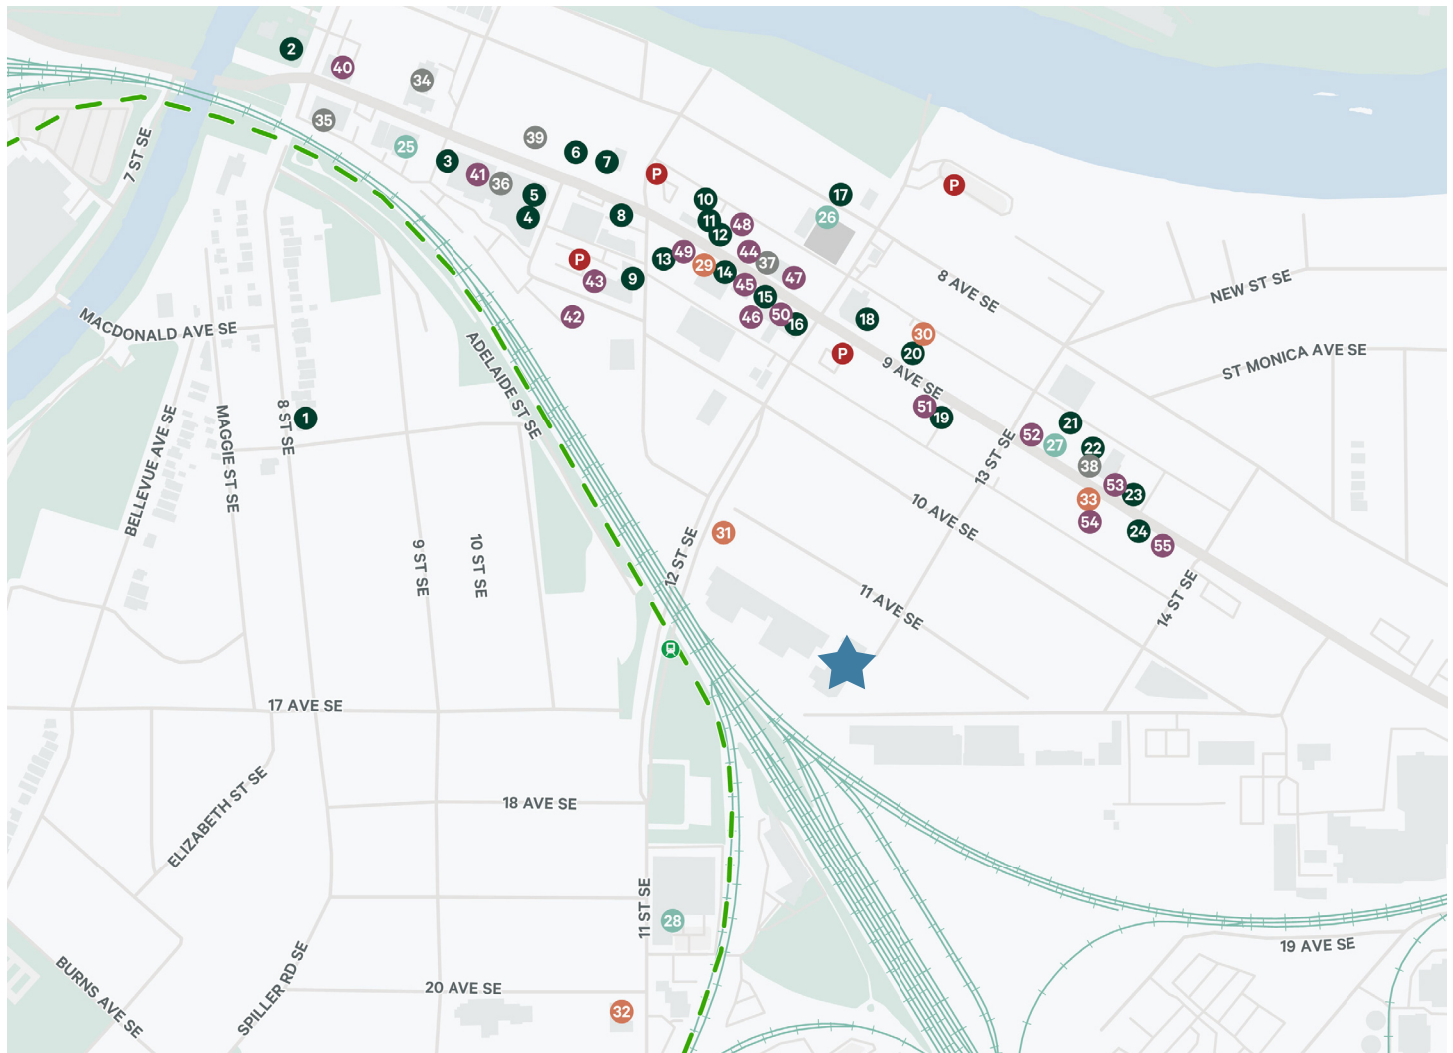 2
40
34
35
39
25
3
6
7
41
36
5
4
P
P
17
10
26
11
48
8
12
13
49
44
37
29
14
47
P
43
9
45
15
42
46
50
16
18
30
20
P
9 AVE SE
51
19
8 AVE SE
NEW ST SE
ST MONICA AVE SE
7 ST SE
MACDONALD AVE SE
ADELAIDE ST SE
1
8 ST SE
MAGGIE ST SE
BELLEVUE AVE SE
52
27
21
22
38
53
23
33
54
24
55
13 ST SE
10 AVE SE
31
12 ST SE
9 ST SE
10 ST SE
11 AVE SE
14 ST SE
17 AVE SE
ELIZABETH ST SE
18 AVE SE
11 ST SE
28
19 AVE SE
BURNS AVE SE
SPILLER RD SE
20 AVE SE
32